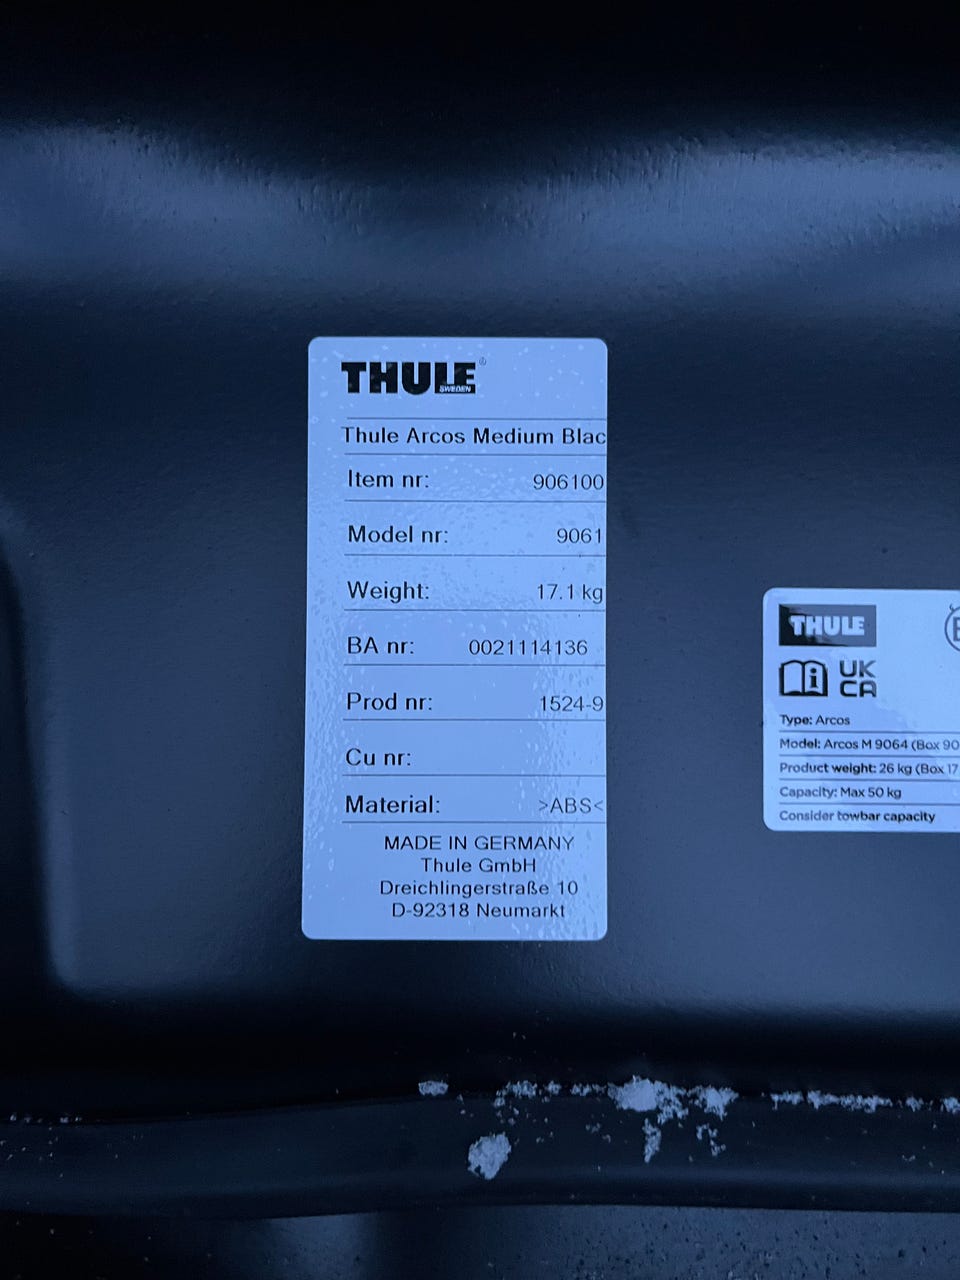 THULE®
SWEDEN
Thule Arcos Medium Blac
Item nr: 906100
Model nr: 9061
Weight: 17.1 kg
BA nr: 0021114136
Prod nr: 1524-9
Cu nr:
Material: >ABS<
MADE IN GERMANY
Thule GmbH
Dreichlingerstraße 10
D-92318 Neumarkt
THULE
UK
CA
Type: Arcos
Model: Arcos M 9064 (Box 90
Product weight: 26 kg (Box 17
Capacity: Max 50 kg
Consider towbar capacity